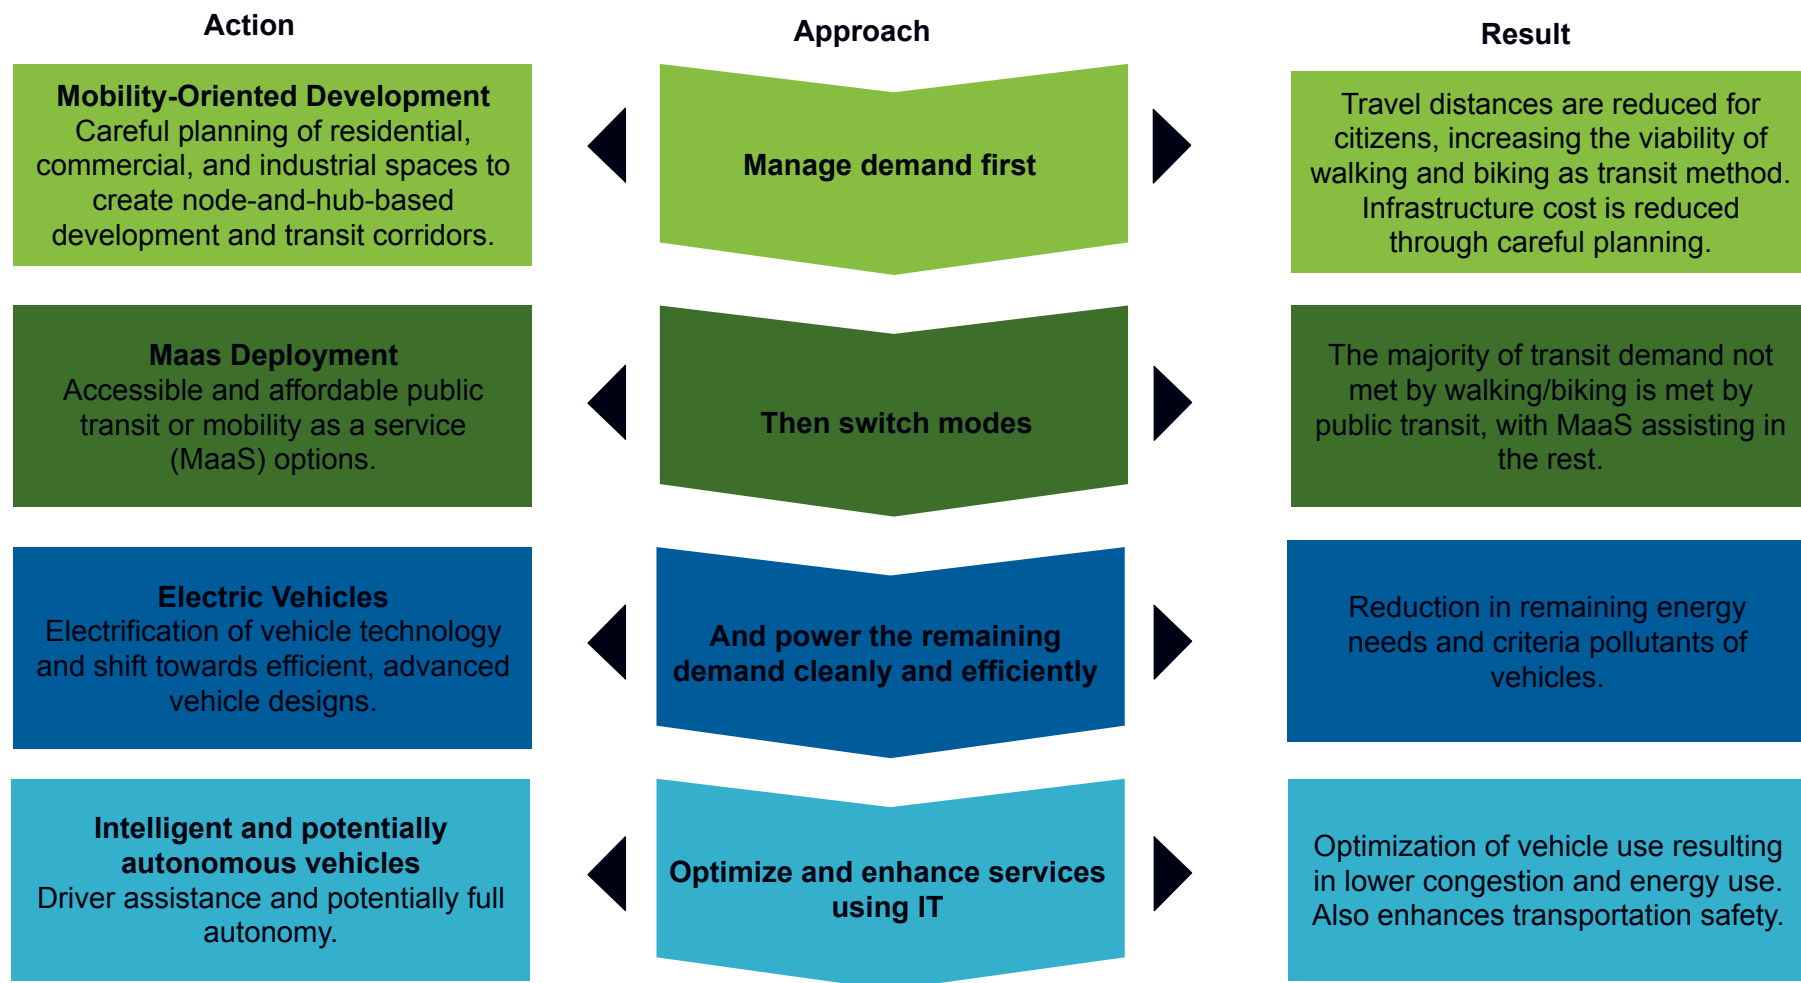 Action
Approach
Result
Mobility-Oriented Development
Careful planning of residential,
commercial, and industrial spaces to
create node-and-hub-based
development and transit corridors.
Manage demand first
Travel distances are reduced for
citizens, increasing the viability of
walking and biking as transit method.
Infrastructure cost is reduced
through careful planning.
Maas Deployment
Accessible and affordable public
transit or mobility as a service
(MaaS) options.
Then switch modes
The majority of transit demand not
met by walking/biking is met by
public transit, with MaaS assisting in
the rest.
Electric Vehicles
Electrification of vehicle technology
and shift towards efficient, advanced
vehicle designs.
And power the remaining
demand cleanly and efficiently
Reduction in remaining energy
needs and criteria pollutants of
vehicles.
Intelligent and potentially
autonomous vehicles
Driver assistance and potentially full
autonomy.
Optimize and enhance services
using IT
Optimization of vehicle use resulting
in lower congestion and energy use.
Also enhances transportation safety.